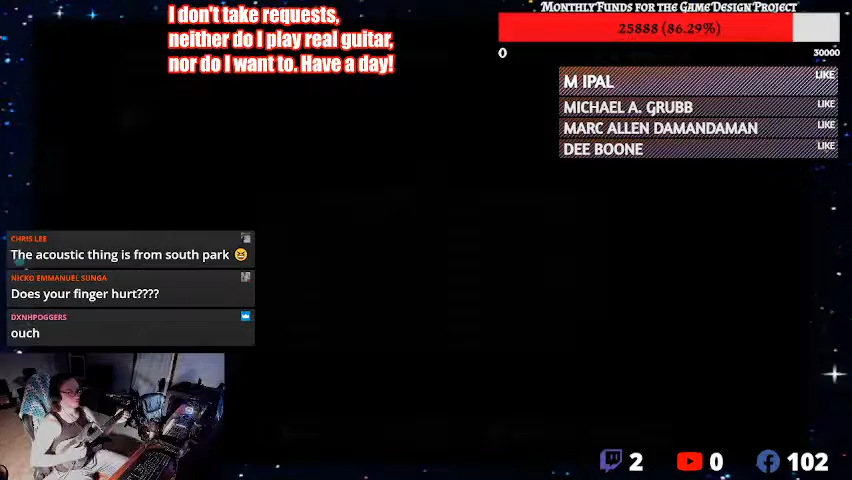 I don't take requests,
neither do I play real guitar,
nor do I want to. Have a day!
Monthly Funds for the Game Design Project
25888 (86.29%)
0
30000
M IPAL LIKE
MICHAEL A. GRUBB LIKE
MARC ALLEN DAMANDAMAN LIKE
DEE BOONE LIKE
CHRIS LEE
The acoustic thing is from south park 😆
NICKO EMMANUEL SUNGA
Does your finger hurt????
DXNHPOGGERS
ouch
2 0 102